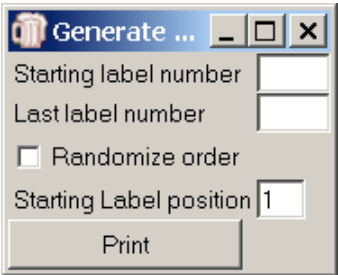 Generate ...
Starting label number
Last label number
Randomize order
Starting Label position 1
Print